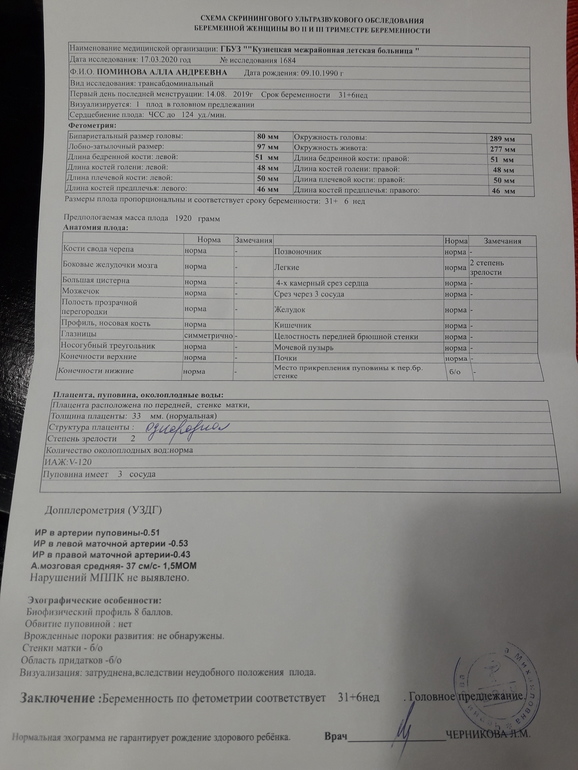 СХЕМА СКРИНИНГОВОГО УЛЬТРАЗВУКОВОГО ОБСЛЕДОВАНИЯ
БЕРЕМЕННОЙ ЖЕНЩИНЫ ВО II И III ТРИМЕСТРЕ БЕРЕМЕННОСТИ
Наименование медицинской организации: ГБУЗ ""Кузнецкая межрайонная детская больница "
Дата исследования: 17.03.2020 год № исследования 1684
Ф.И.О. ПОМИНОВА АЛЛА АНДРЕЕВНА Дата рождения: 09.10.1990 г
Вид исследования: трансабдоминальный
Первый день последней менструации: 14.08. 2019г Срок беременности 31+6нед
Визуализируется: 1 плод в головном предлежании
Сердцебиение плода: ЧСС до 124 уд./мин.
Фетометрия:
Бипариетальный размер головы: 80 мм Окружность головы: 289 мм
Лобно-затылочный размер: 97 мм Окружность живота: 277 мм
Длина бедренной кости: левой: 51 мм Длина бедренной кости: правой: 51 мм
Длина костей голени: левой: 48 мм Длина костей голени: правой: 48 мм
Длина плечевой кости: левой: 50 мм Длина плечевой кости: правой: 50 мм
Длина костей предплечья: левого: 46 мм Длина костей предплечья: правого: 46 мм
Размеры плода пропорциональны и соответствует сроку беременности: 31+ 6 нед
Предпологаемая масса плода 1920 грамм
Анатомия плода:
Норма Замечания Норма Замечания
Кости свода черепа норма - Позвоночник норма -
Боковые желудочки мозга норма - Легкие норма 2 степень зрелости
Большая цистерна норма - 4-х камерный срез сердца норма -
Мозжечок норма - Срез через 3 сосуда норма -
Полость прозрачной перегородки норма - Желудок норма -
Профиль, носовая кость норма - Кишечник норма -
Глазницы симметрично - Целостность передней брюшной стенки норма -
Носогубный треугольник норма - Мочевой пузырь норма -
Конечности верхние норма - Почки норма -
Конечности нижние норма - Место прикрепления пуповины к пер.бр. стенке б/о -
Плацента, пуповина, околоплодные воды:
Плацента расположена по передней, стенке матки,
Толщина плаценты: 33 мм. (нормальная)
Структура плаценты : однородная
Степень зрелости 2
Количество околоплодных вод:норма
ИАЖ:V-120
Пуповина имеет 3 сосуда
Допплерометрия (УЗДГ)
ИР в артерии пуповины-0.51
ИР в левой маточной артерии -0.53
ИР в правой маточной артерии-0.43
А.мозговая средняя- 37 см/с- 1,5МОМ
Нарушений МППК не выявлено.
Эхографические особенности:
Биофизический профиль 8 баллов.
Обвитие пуповиной : нет
Врожденные пороки развития: не обнаружены.
Стенки матки - б/о
Область придатков -б/о
Визуализация: затруднена,вследствии неудобного положения плода.
Заключение :Беременность по фетометрии соответствует 31+6нед . Головное предлежание.
Нормальная эхограмма не гарантирует рождение здорового ребёнка. Врач ЧЕРНИКОВА Л.М.